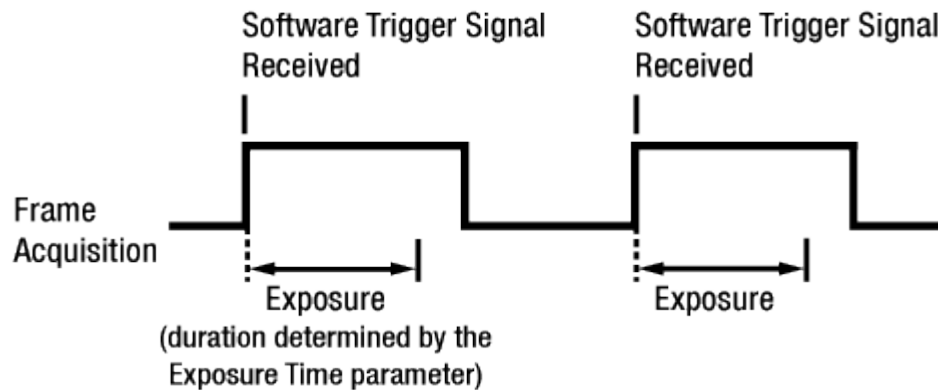 Software Trigger Signal
Received
Software Trigger Signal
Received
Frame
Acquisition
Exposure
(duration determined by the
Exposure Time parameter)
Exposure